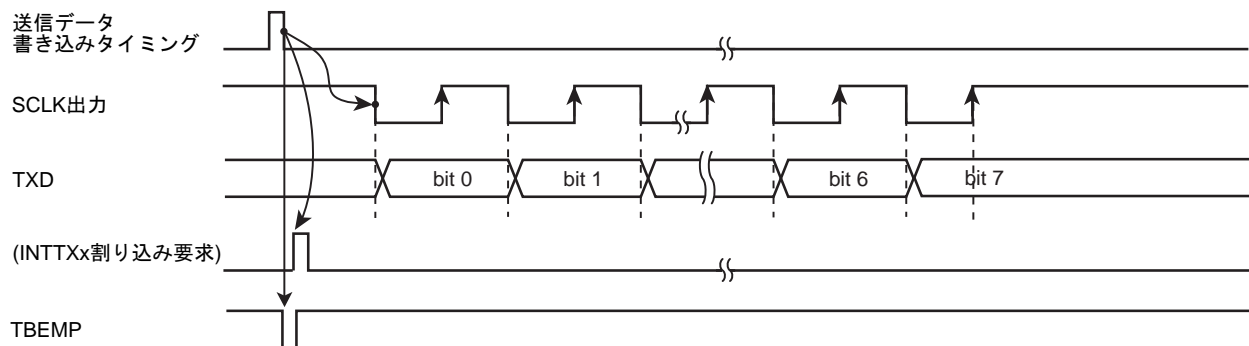 送信データ
書き込みタイミング
SCLK出力
TXD
bit 0
bit 1
bit 6
bit 7
(INTTXx割り込み要求)
TBEMP